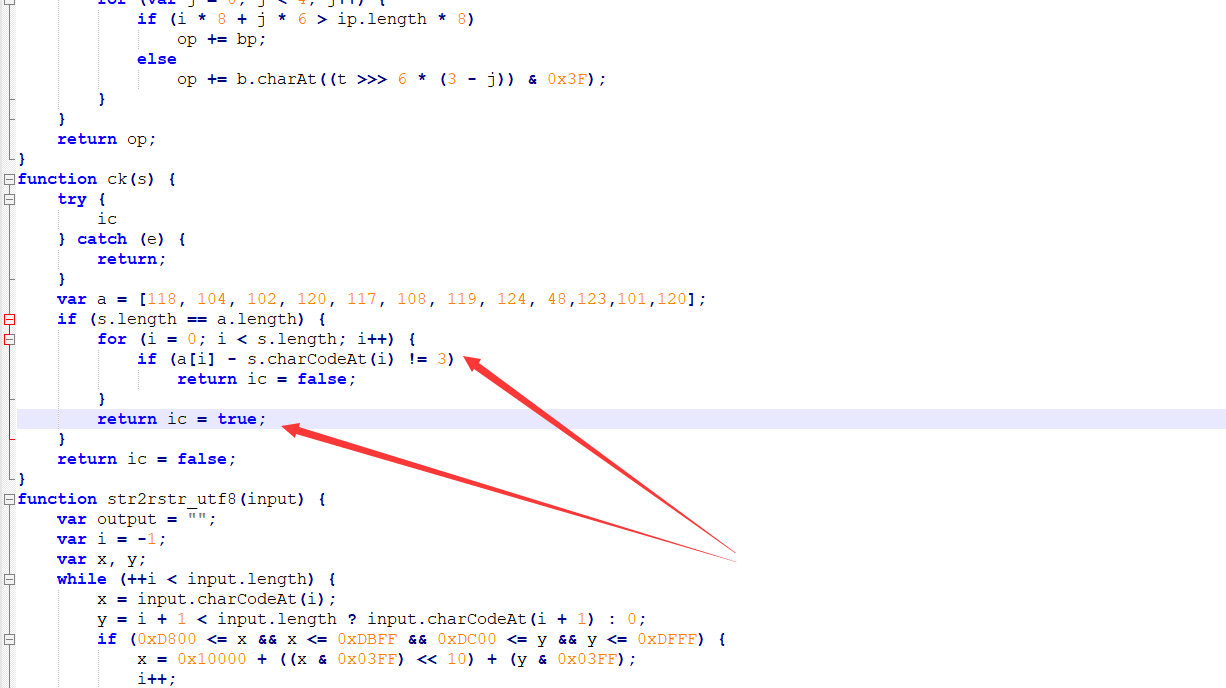 for (var j = 0; j < 4; j++) {
if (i * 8 + j * 6 > ip.length * 8)
op += bp;
else
op += b.charAt((t >>> 6 * (3 - j)) & 0x3F);
}
}
return op;
}
function ck(s) {
try {
ic
} catch (e) {
return;
}
var a = [118, 104, 102, 120, 117, 108, 119, 124, 48,123,101,120];
if (s.length == a.length) {
for (i = 0; i < s.length; i++) {
if (a[i] - s.charCodeAt(i) != 3)
return ic = false;
}
return ic = true;
}
return ic = false;
}
function str2rstr_utf8(input) {
var output = "";
var i = -1;
var x, y;
while (++i < input.length) {
x = input.charCodeAt(i);
y = i + 1 < input.length ? input.charCodeAt(i + 1) : 0;
if (0xD800 <= x && x <= 0xDBFF && 0xDC00 <= y && y <= 0xDFFF) {
x = 0x10000 + ((x & 0x03FF) << 10) + (y & 0x03FF);
i++;